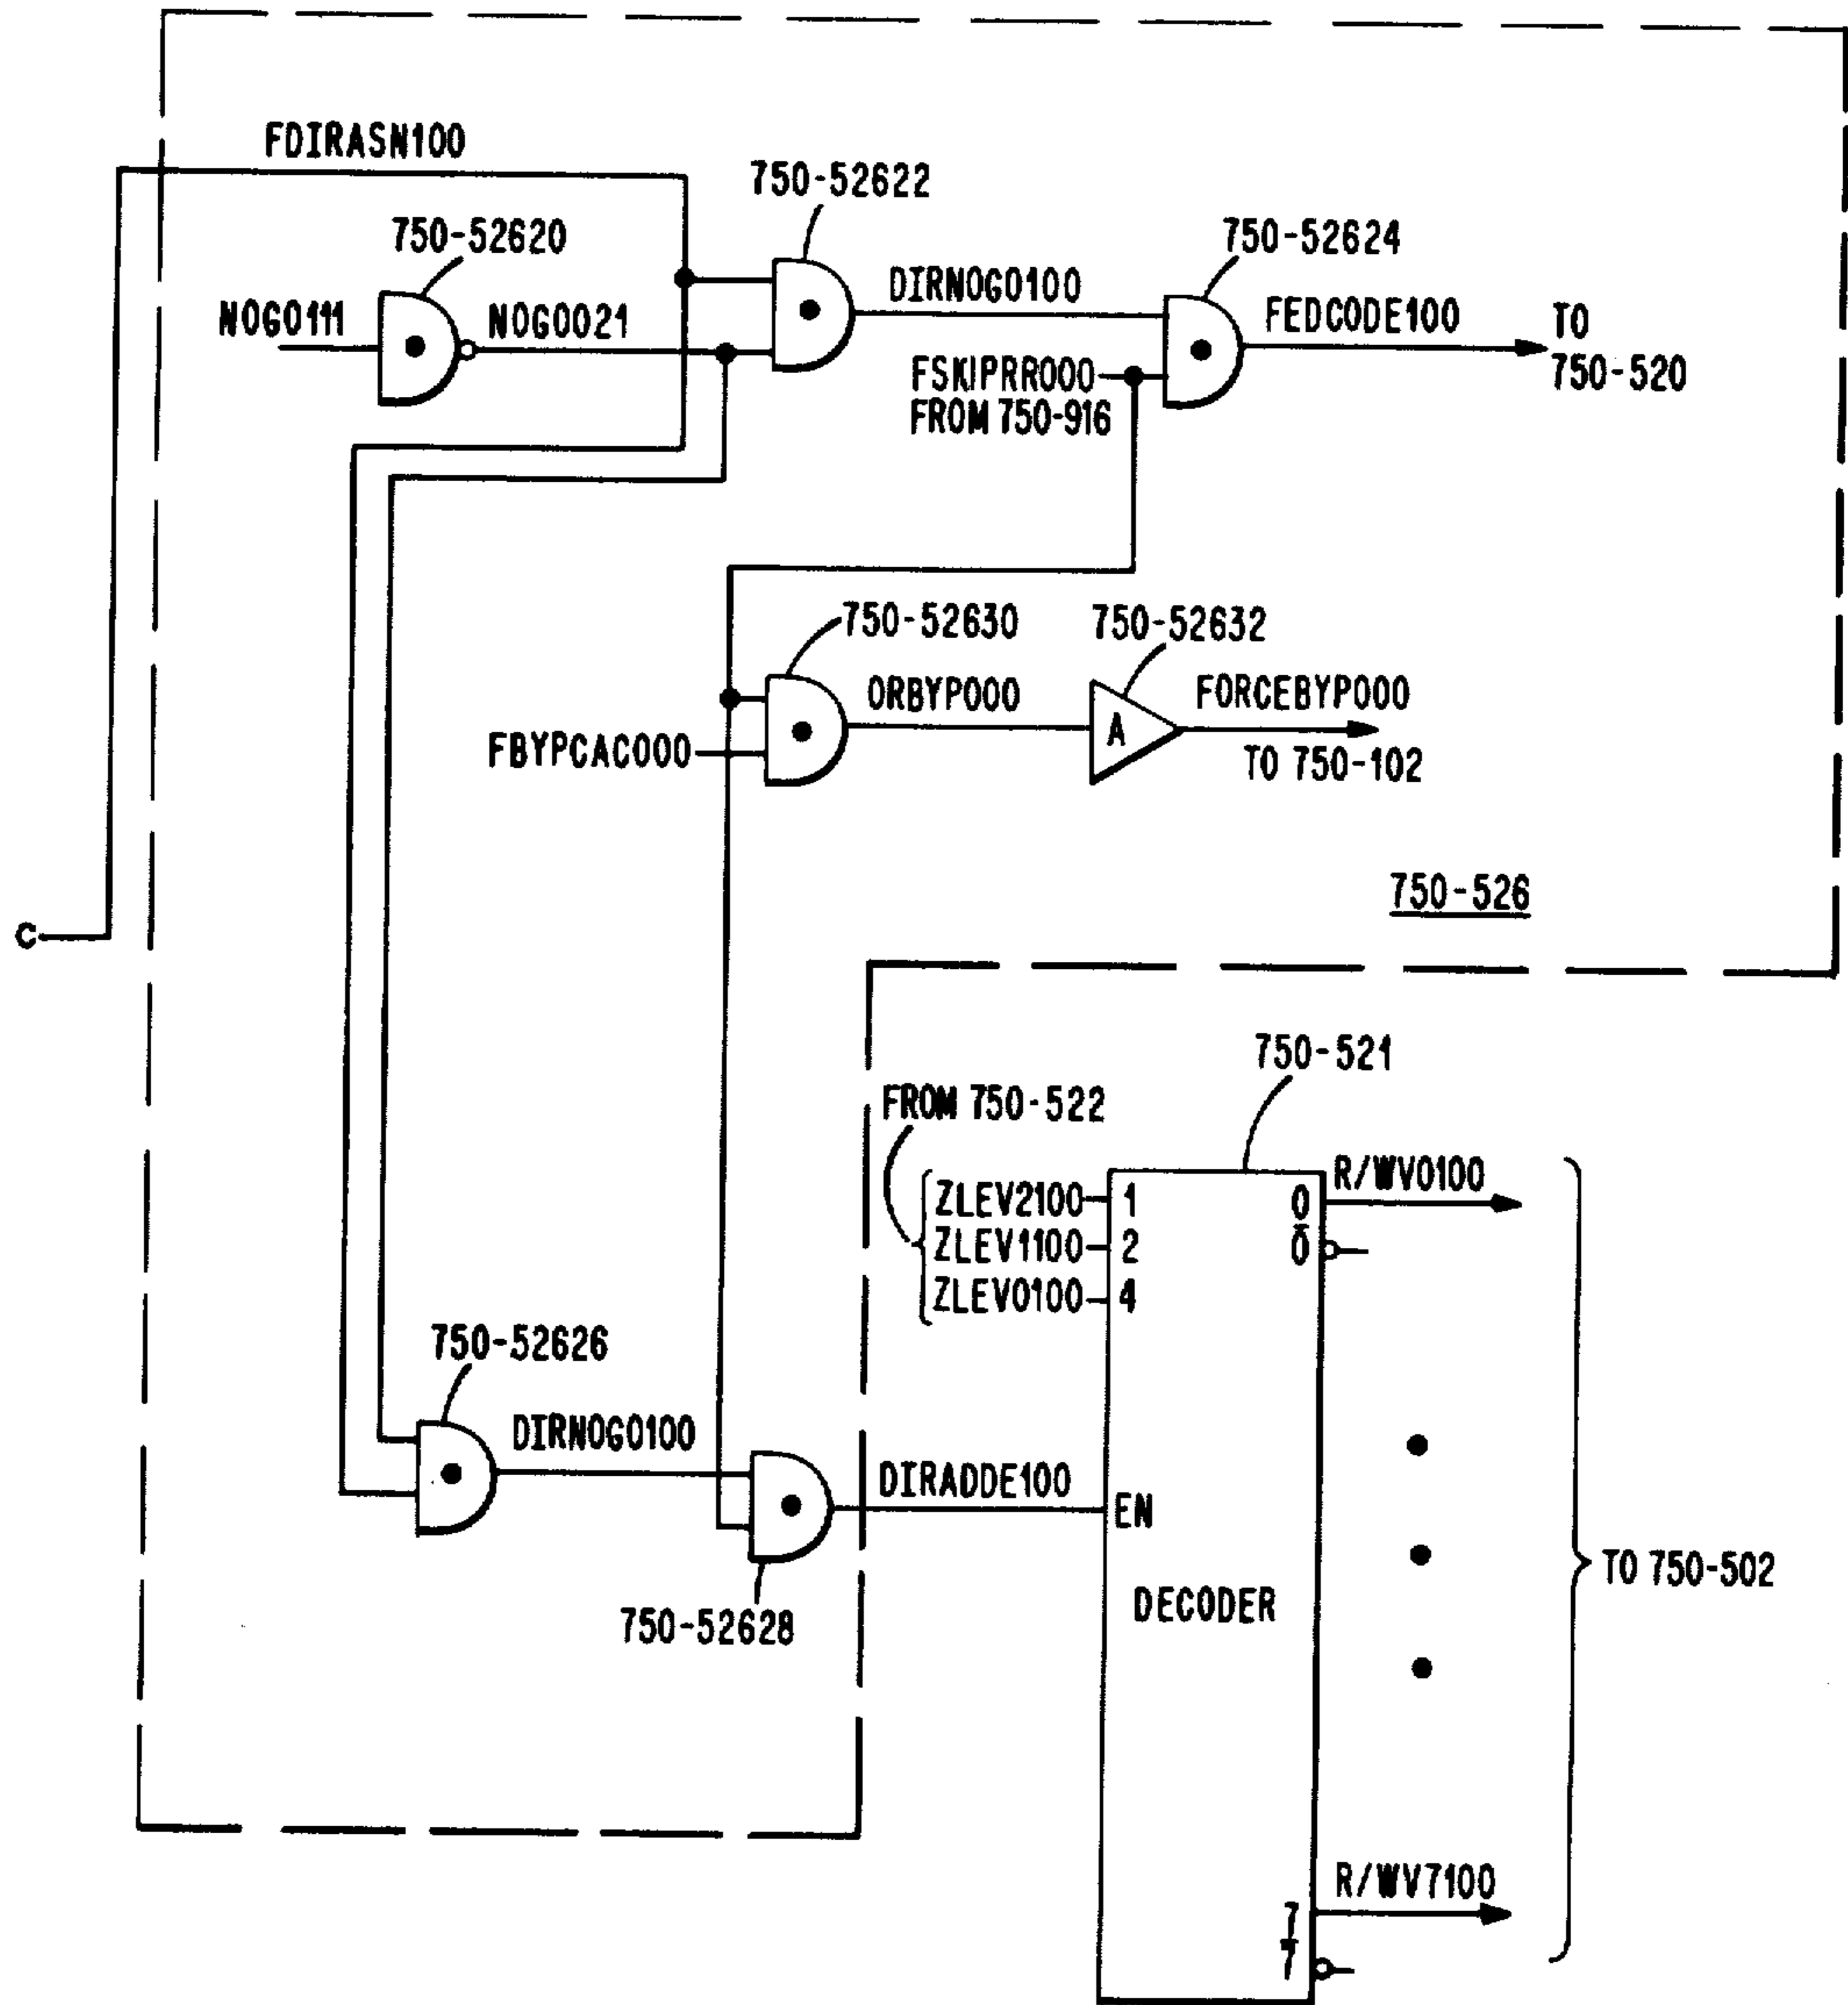 FDIRASN100
750-52622
750-52620
750-52624
NOGO111
NOGO021
DIRNOGO100
FEDCODE100
TO
750-520
FSKIPRR000
FROM 750-916
750-52630
750-52632
ORBYP000
FORCEBYP000
A
FBYPCAC000
TO 750-102
750-526
C
750-521
FROM 750-522
ZLEV2100
1
0
R/WV0100
ZLEV1100
2
0̅
ZLEV0100
4
750-52626
DIRNOGO100
DIRADDE100
EN
TO 750-502
DECODER
750-52628
R/WV7100
7
7̅